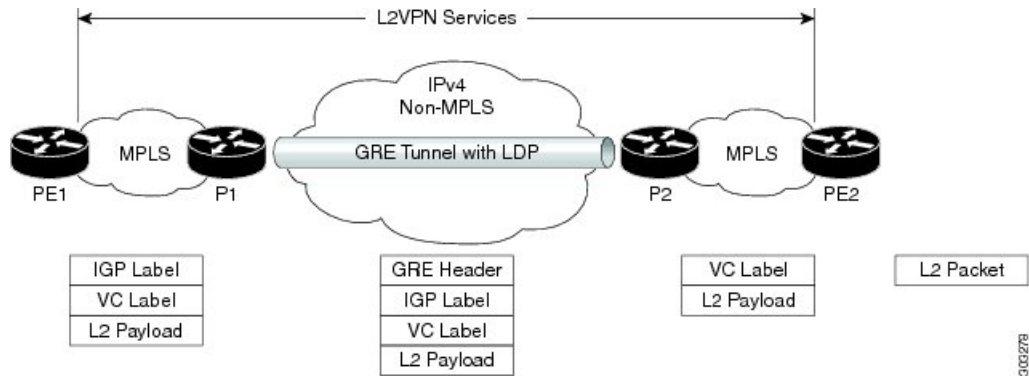 L2VPN Services
IPv4
Non-MPLS
MPLS
GRE Tunnel with LDP
MPLS
PE1
P1
P2
PE2
IGP Label
VC Label
L2 Payload
GRE Header
IGP Label
VC Label
L2 Payload
VC Label
L2 Payload
L2 Packet
303279